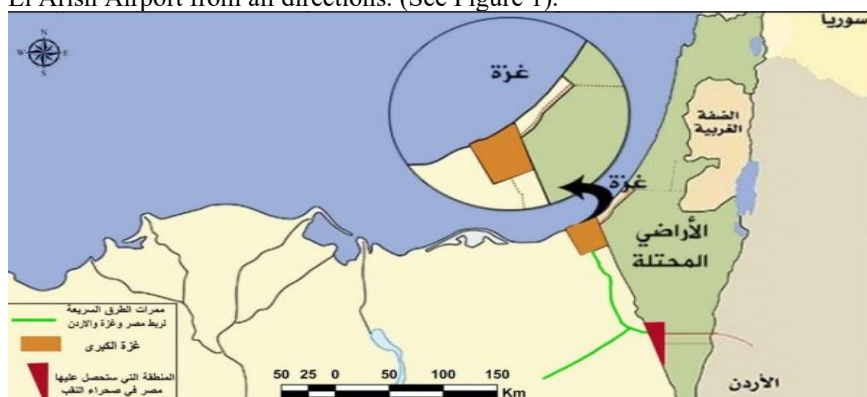 El Arish Airport from all directions. (See Figure 1).
سوريا
N
W E
S
غزة
الضفة
الغربية
غزة
الأراضي
المحتلة
ممرات الطرق السريعة
لربط مصر وغزة والاردن
غزة الكبرى
المنطقة التي ستحصل عليها
مصر في صحراء النقب
50 25 0 50 100 150
Km
الأردن